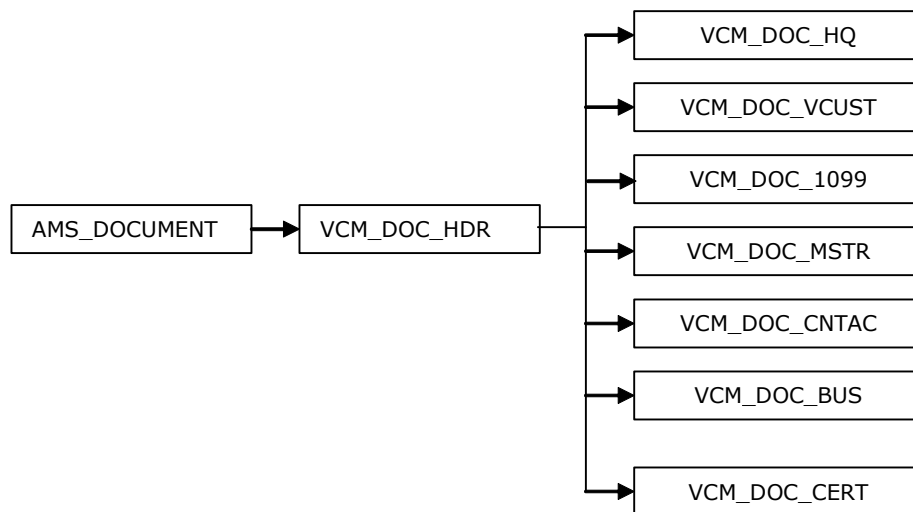 VCM_DOC_HQ
VCM_DOC_VCUST
VCM_DOC_1099
AMS_DOCUMENT
VCM_DOC_HDR
VCM_DOC_MSTR
VCM_DOC_CNTAC
VCM_DOC_BUS
VCM_DOC_CERT